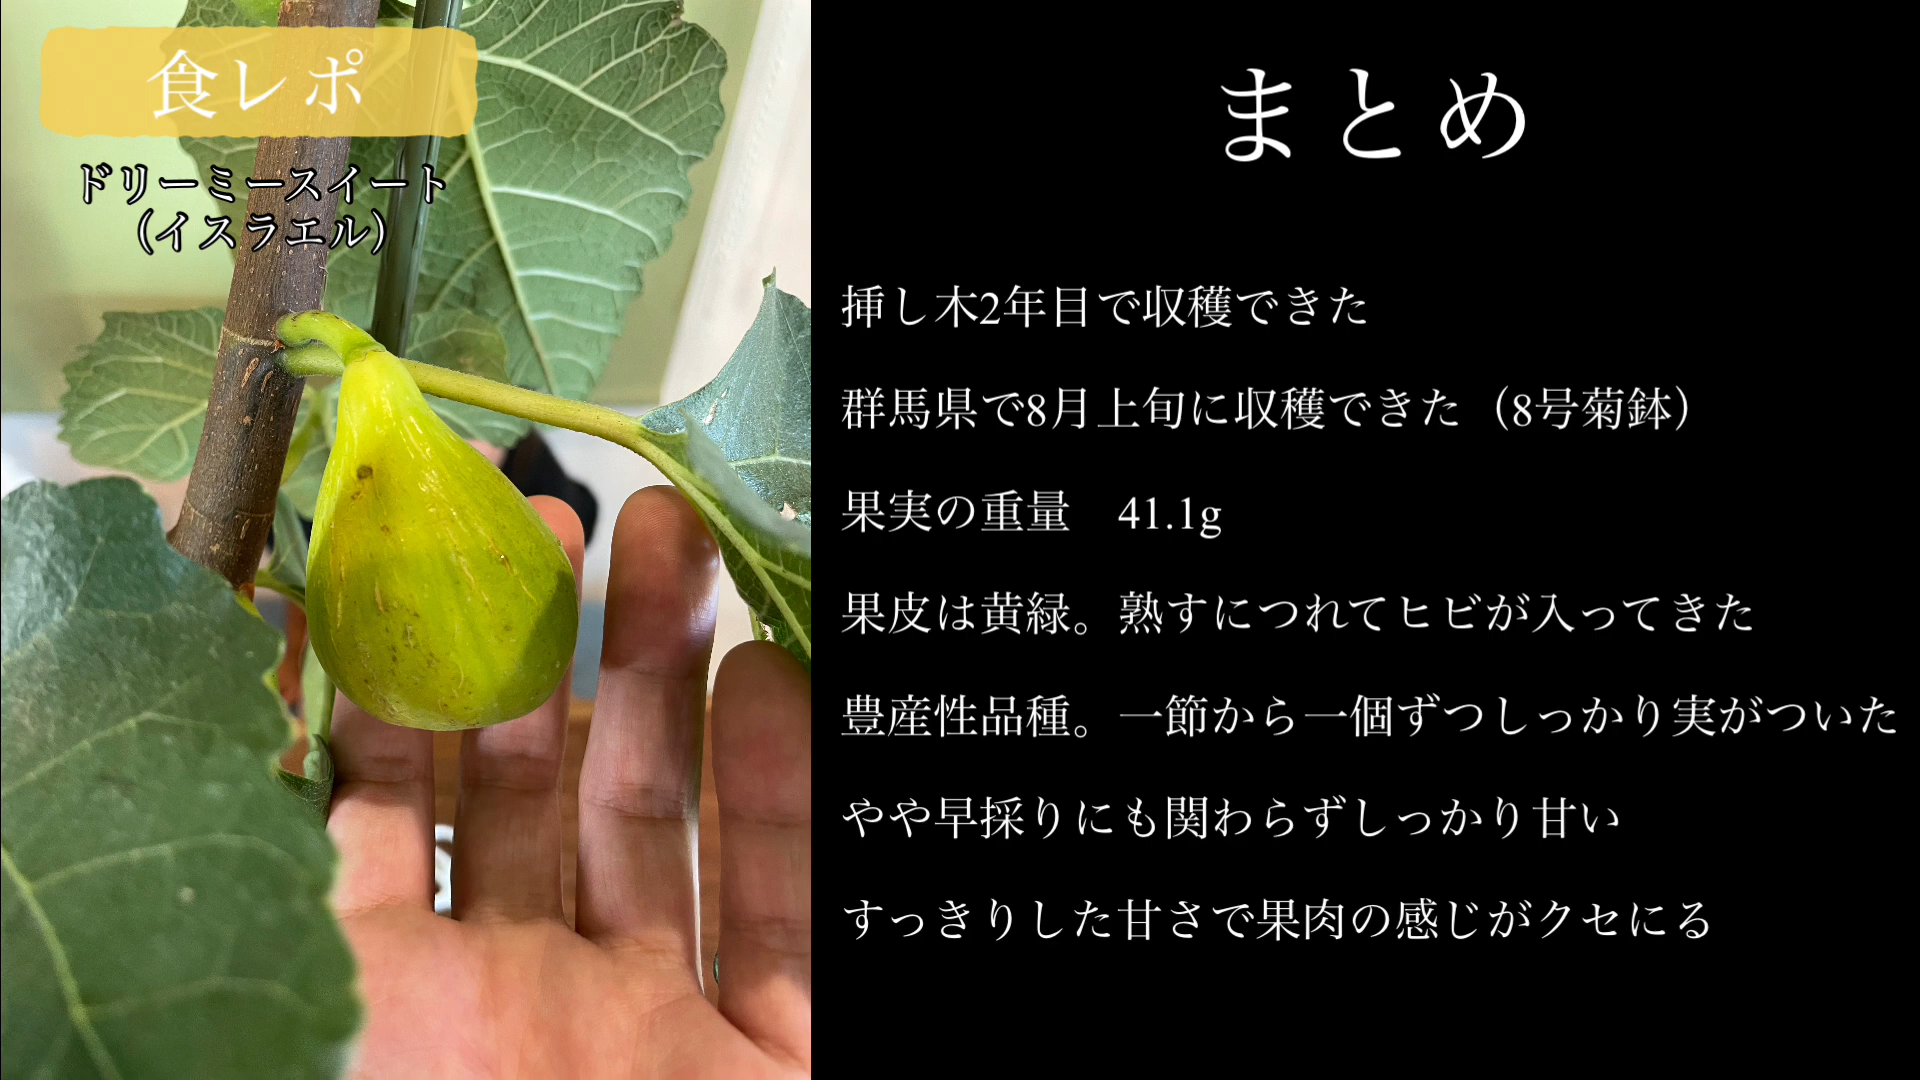 食レポ
ドリーミースイート
（イスラエル）
まとめ
挿し木2年目で収穫できた
群馬県で8月上旬に収穫できた（8号菊鉢）
果実の重量　41.1g
果皮は黄緑。熟すにつれてヒビが入ってきた
豊産性品種。一節から一個ずつしっかり実がついた
やや早採りにも関わらずしっかり甘い
すっきりした甘さで果肉の感じがクセにる